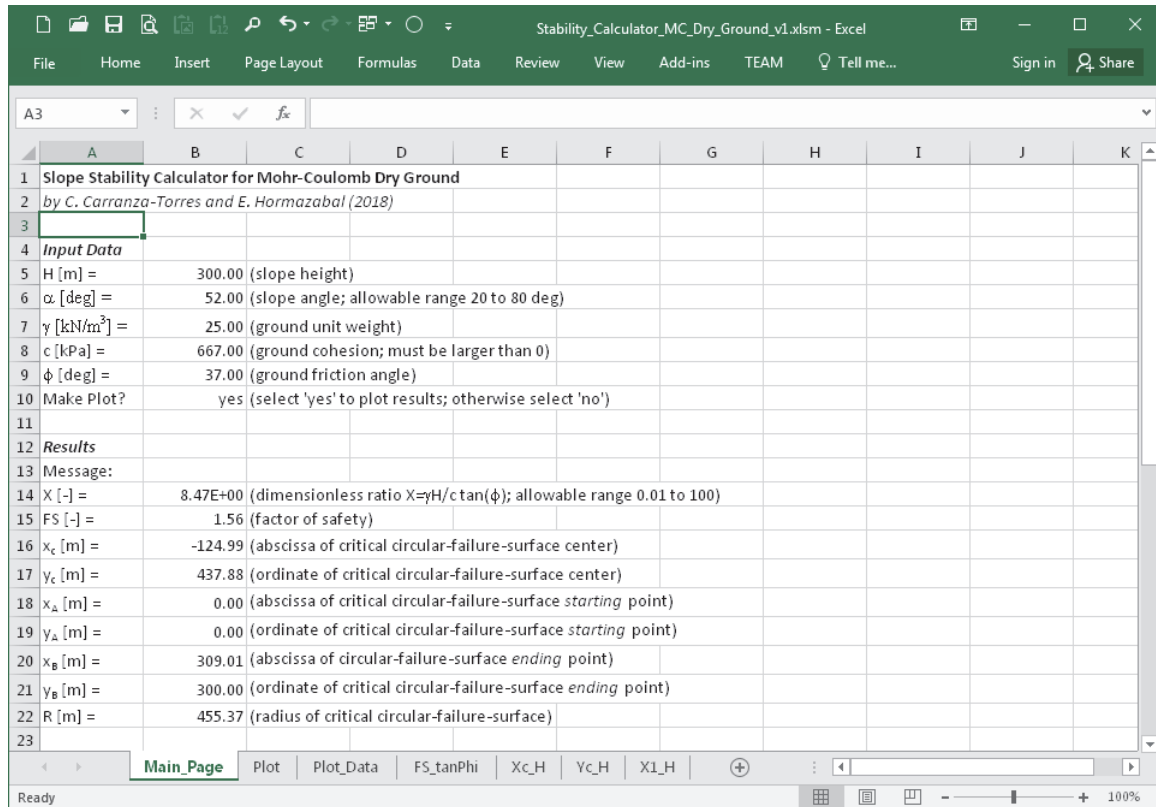 Stability_Calculator_MC_Dry_Ground_v1.xlsm - Excel
File Home Insert Page Layout Formulas Data Review View Add-ins TEAM Tell me... Sign in Share
A3 fx
A B C D E F G H I J K
1 Slope Stability Calculator for Mohr-Coulomb Dry Ground
2 by C. Carranza-Torres and E. Hormazabal (2018)
3
4 Input Data
5 H [m] = 300.00 (slope height)
6 α [deg] = 52.00 (slope angle; allowable range 20 to 80 deg)
7 γ [kN/m³] = 25.00 (ground unit weight)
8 c [kPa] = 667.00 (ground cohesion; must be larger than 0)
9 ϕ [deg] = 37.00 (ground friction angle)
10 Make Plot? yes (select 'yes' to plot results; otherwise select 'no')
11
12 Results
13 Message:
14 X [-] = 8.47E+00 (dimensionless ratio X=γH/c tan(ϕ); allowable range 0.01 to 100)
15 FS [-] = 1.56 (factor of safety)
16 xc [m] = -124.99 (abscissa of critical circular-failure-surface center)
17 yc [m] = 437.88 (ordinate of critical circular-failure-surface center)
18 xA [m] = 0.00 (abscissa of critical circular-failure-surface starting point)
19 yA [m] = 0.00 (ordinate of critical circular-failure-surface starting point)
20 xB [m] = 309.01 (abscissa of circular-failure-surface ending point)
21 yB [m] = 300.00 (ordinate of critical circular-failure-surface ending point)
22 R [m] = 455.37 (radius of critical circular-failure-surface)
23
Main_Page Plot Plot_Data FS_tanPhi Xc_H Yc_H X1_H
Ready 100%